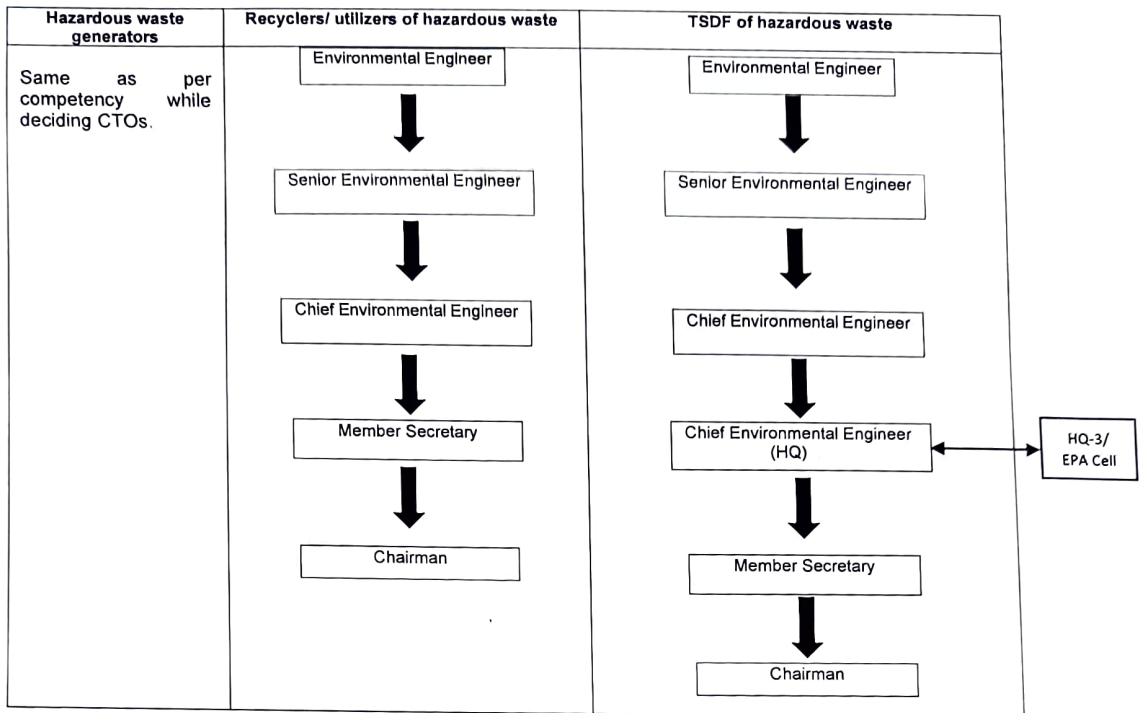 Hazardous waste
generators
Recyclers/ utilizers of hazardous waste
TSDF of hazardous waste
Same as per
competency while
deciding CTOs.
Environmental Engineer
Senior Environmental Engineer
Chief Environmental Engineer
Member Secretary
Chairman
Environmental Engineer
Senior Environmental Engineer
Chief Environmental Engineer
Chief Environmental Engineer
(HQ)
HQ-3/
EPA Cell
Member Secretary
Chairman